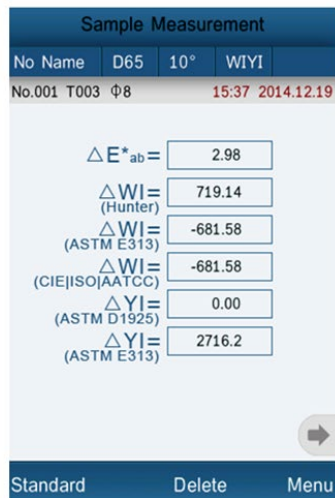 Sample Measurement
No Name D65 10° WIYI
No.001 T003 Φ8 15:37 2014.12.19
△E*ab= 2.98
△WI= 719.14
(Hunter)
△WI= -681.58
(ASTM E313)
△WI= -681.58
(CIE|ISO|AATCC)
△YI= 0.00
(ASTM D1925)
△YI= 2716.2
(ASTM E313)
Standard Delete Menu